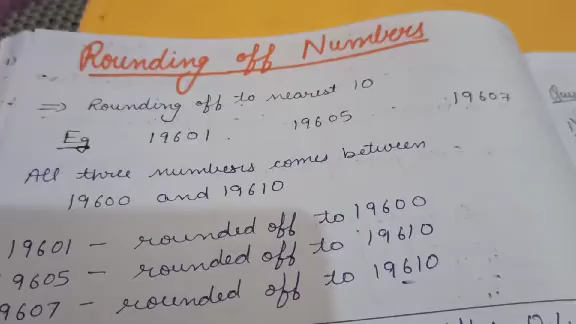 Rounding off Numbers
⇒ Rounding off to nearest 10
Eg 19601 19605 19607
All three numbers comes between
19600 and 19610
19601 - rounded off to 19600
9605 - rounded off to 19610
9607 - rounded off to 19610